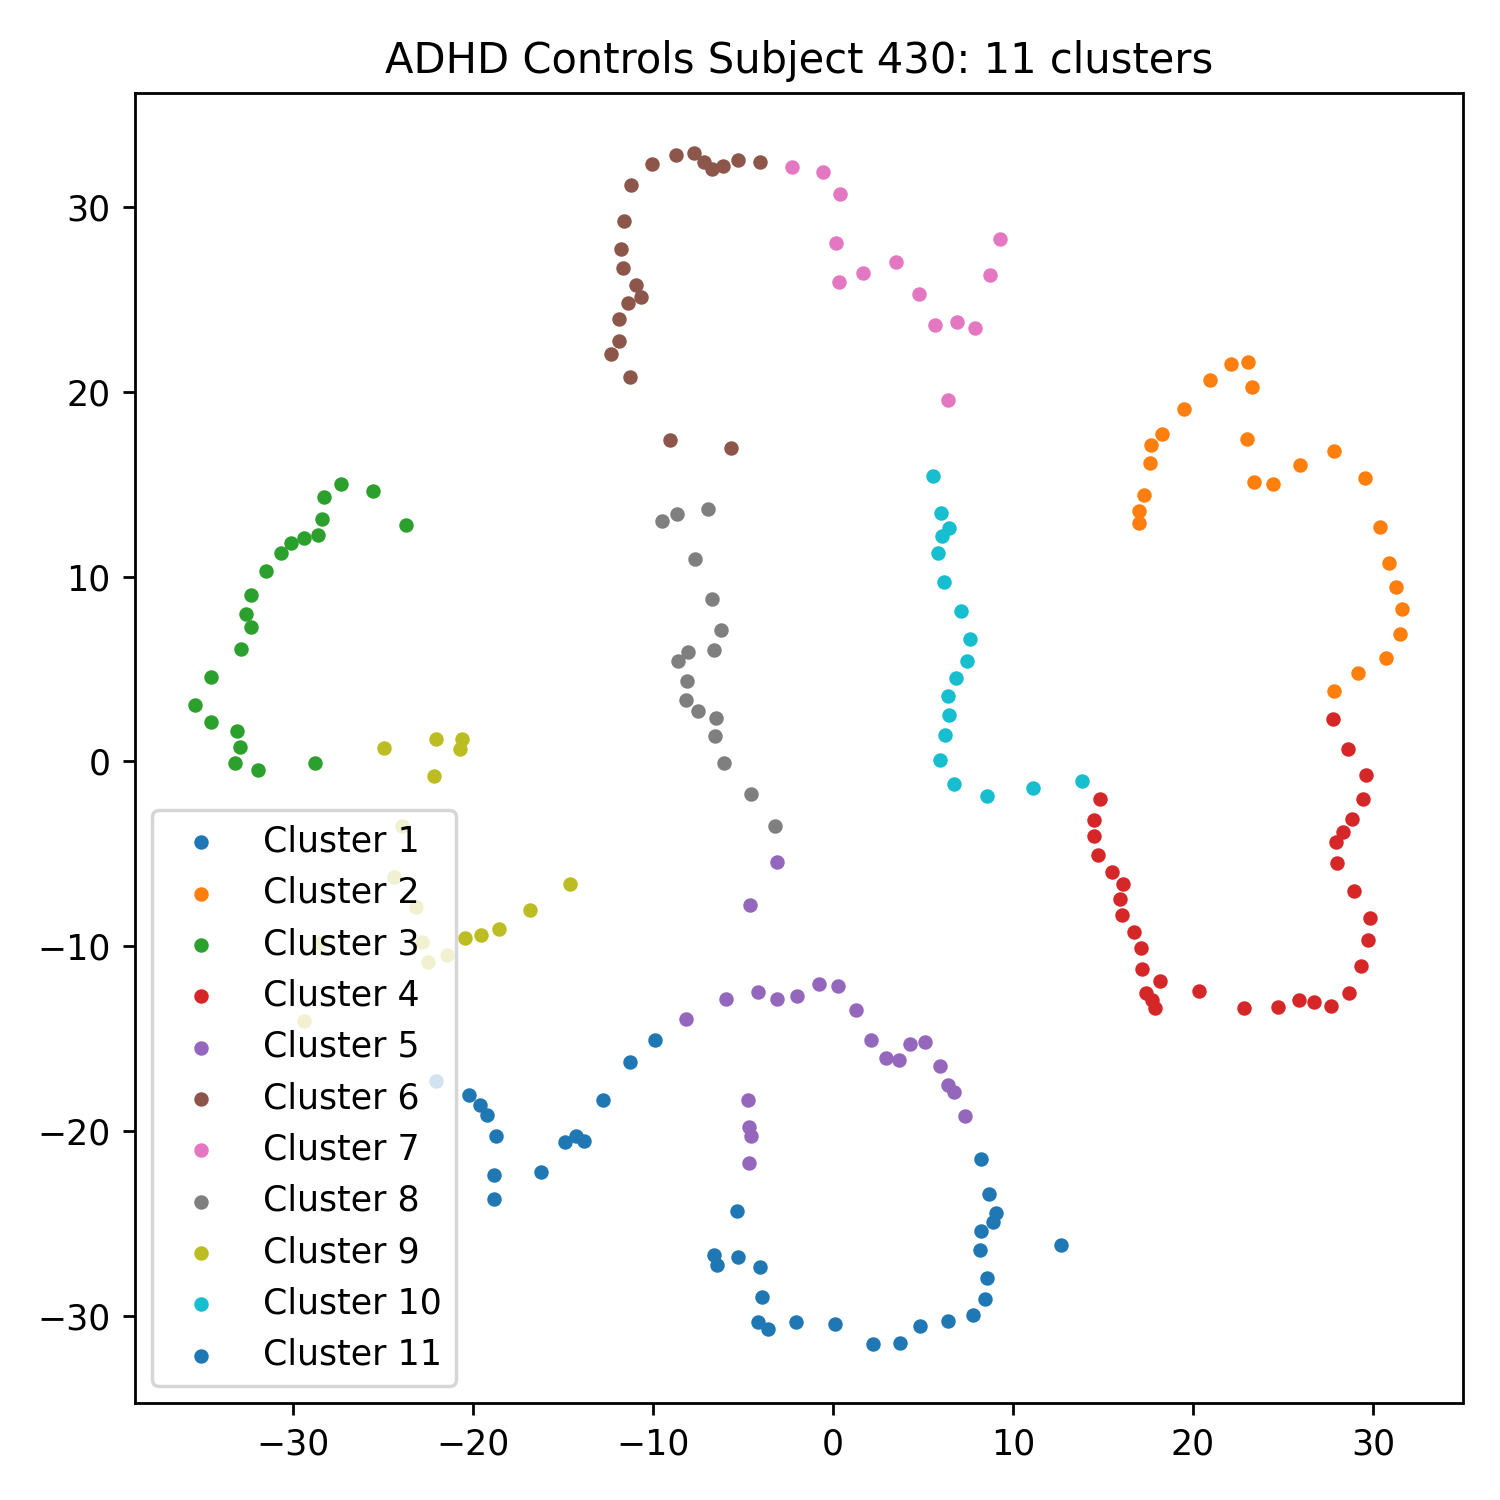 ADHD Controls Subject 430: 11 clusters
30
20
10
0
−10
−20
−30
Cluster 1
Cluster 2
Cluster 3
Cluster 4
Cluster 5
Cluster 6
Cluster 7
Cluster 8
Cluster 9
Cluster 10
Cluster 11
−30 −20 −10 0 10 20 30